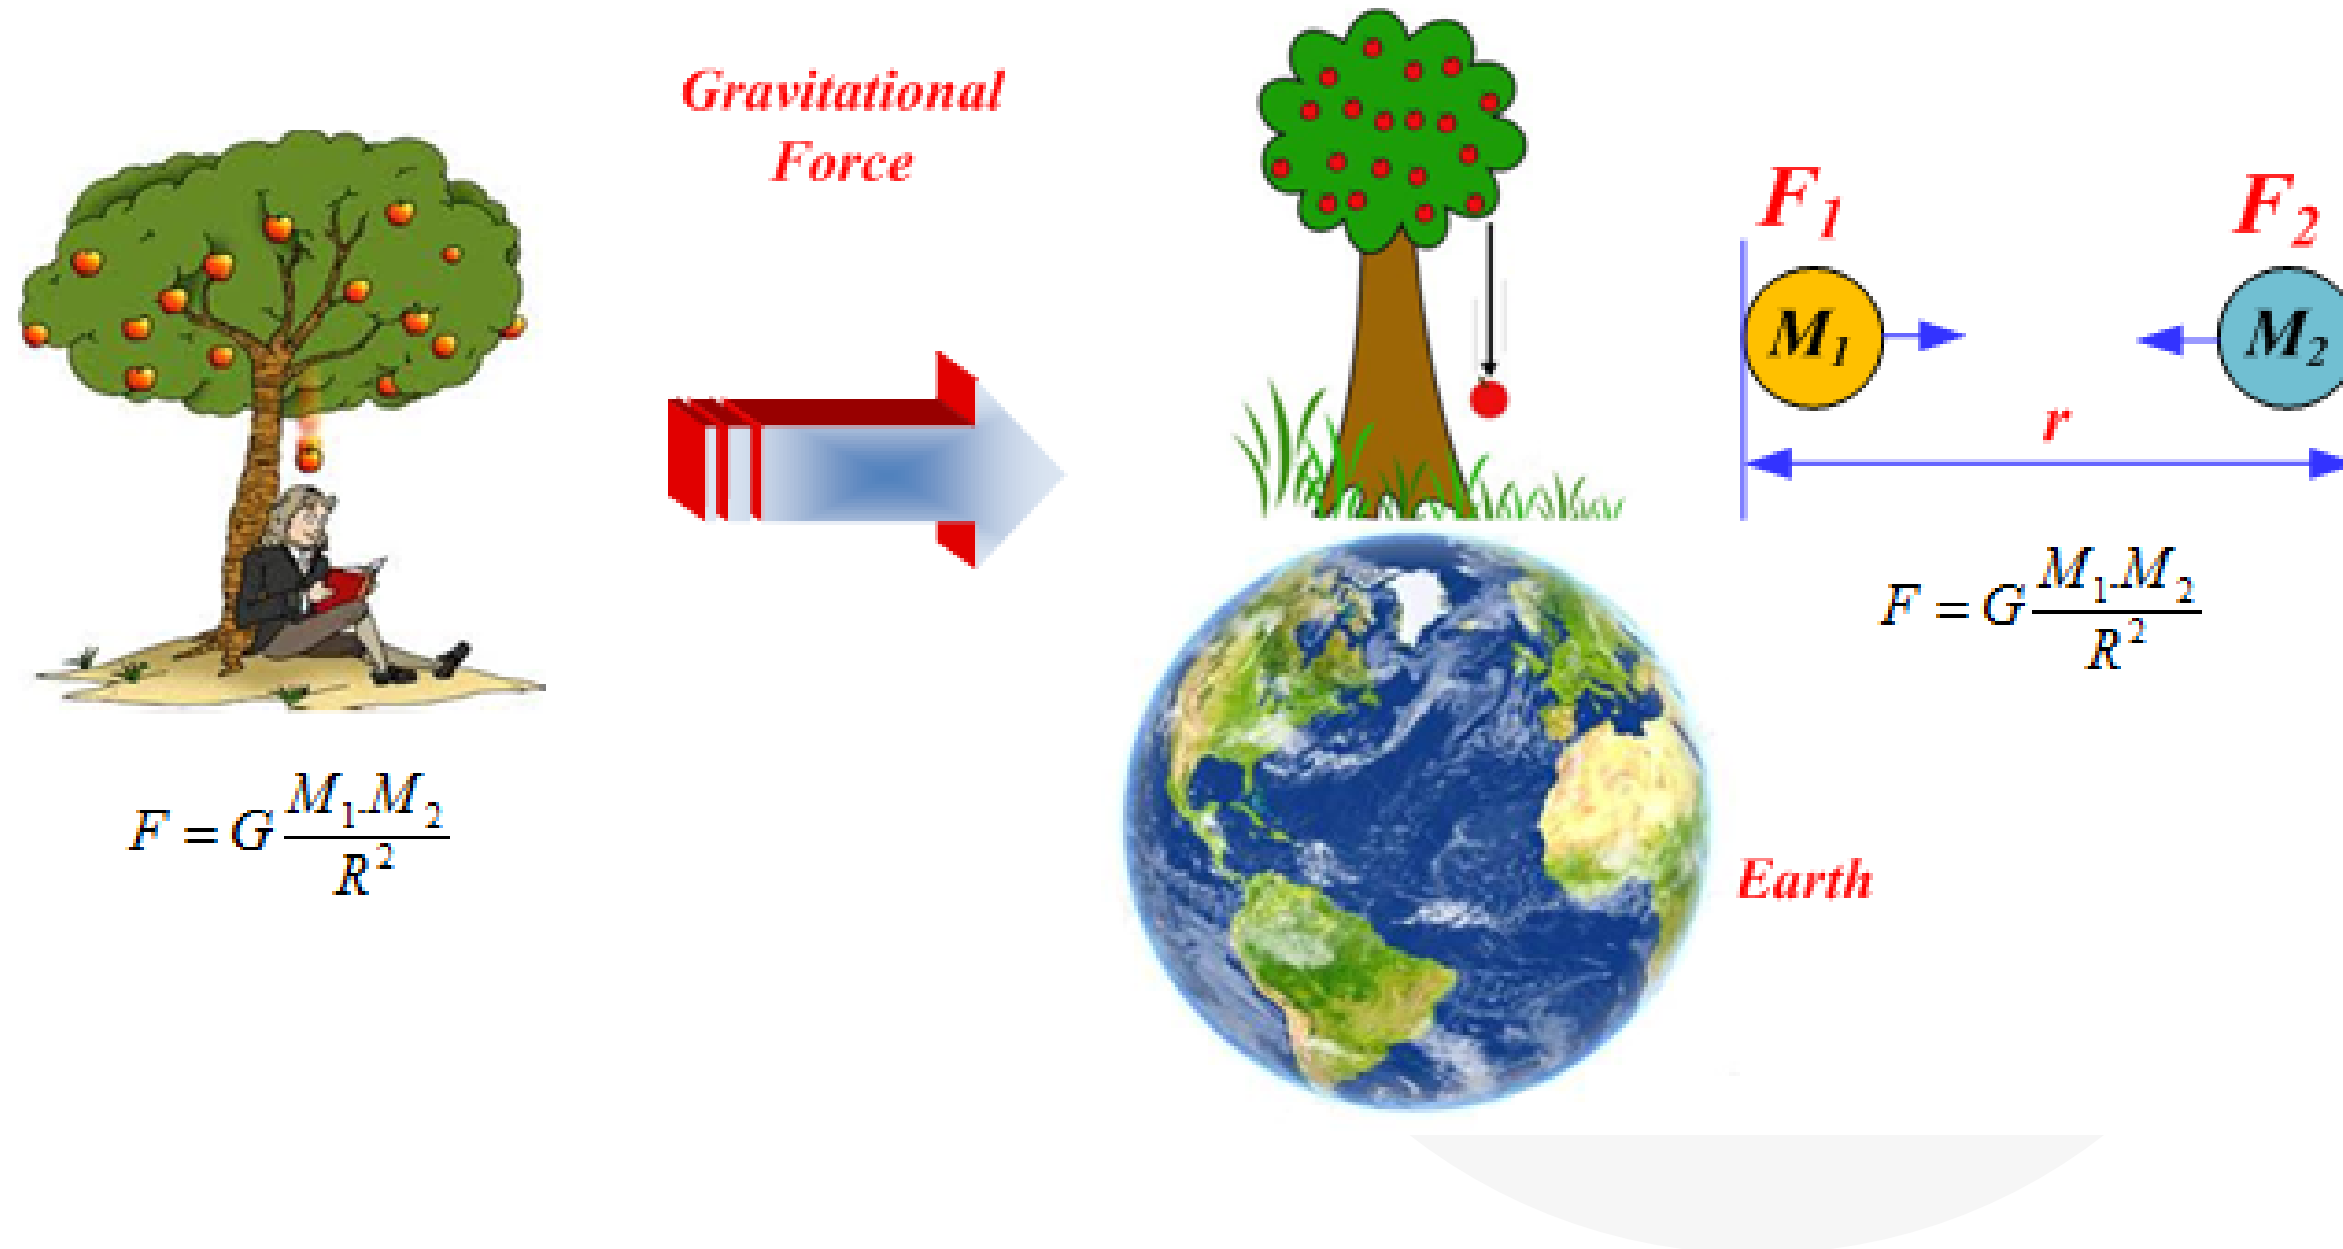 Gravitational
Force
F₁
F₂
M₁
M₂
r
F = G M₁.M₂ / R²
F = G M₁.M₂ / R²
Earth